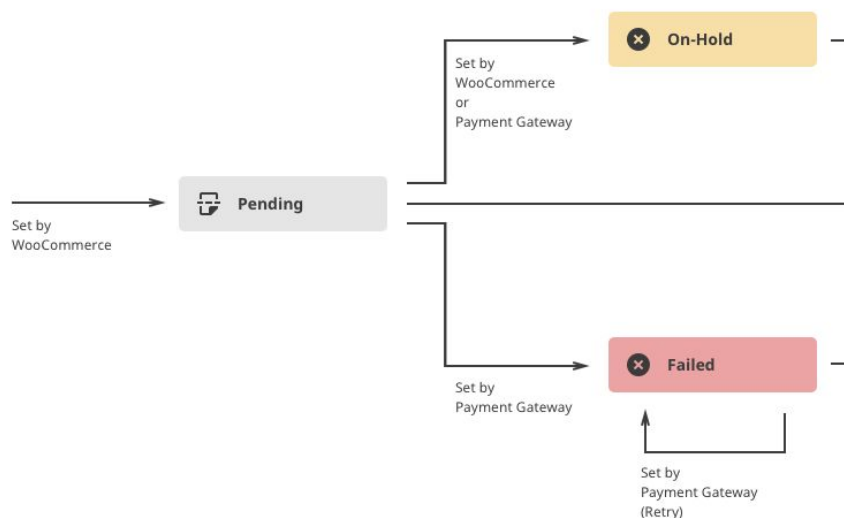 On-Hold
Set by
WooCommerce
or
Payment Gateway
Pending
Set by
WooCommerce
Failed
Set by
Payment Gateway
Set by
Payment Gateway
(Retry)